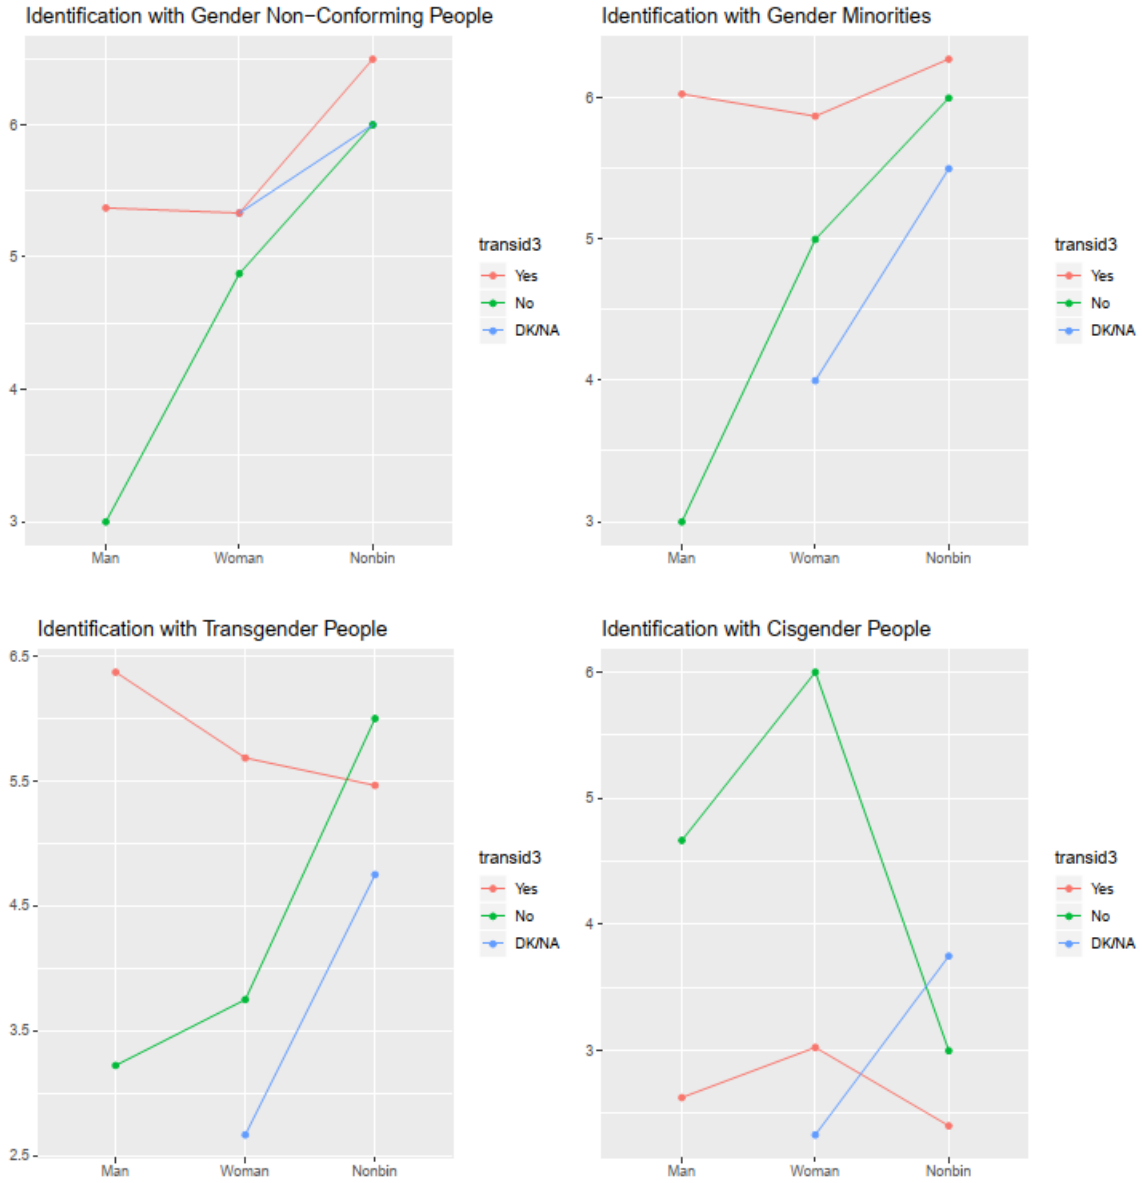 Identification with Gender Non−Conforming People
6
5
4
3
Man Woman Nonbin
transid3
Yes
No
DK/NA
Identification with Gender Minorities
6
5
4
3
Man Woman Nonbin
transid3
Yes
No
DK/NA
Identification with Transgender People
6.5
5.5
4.5
3.5
2.5
Man Woman Nonbin
transid3
Yes
No
DK/NA
Identification with Cisgender People
6
5
4
3
Man Woman Nonbin
transid3
Yes
No
DK/NA